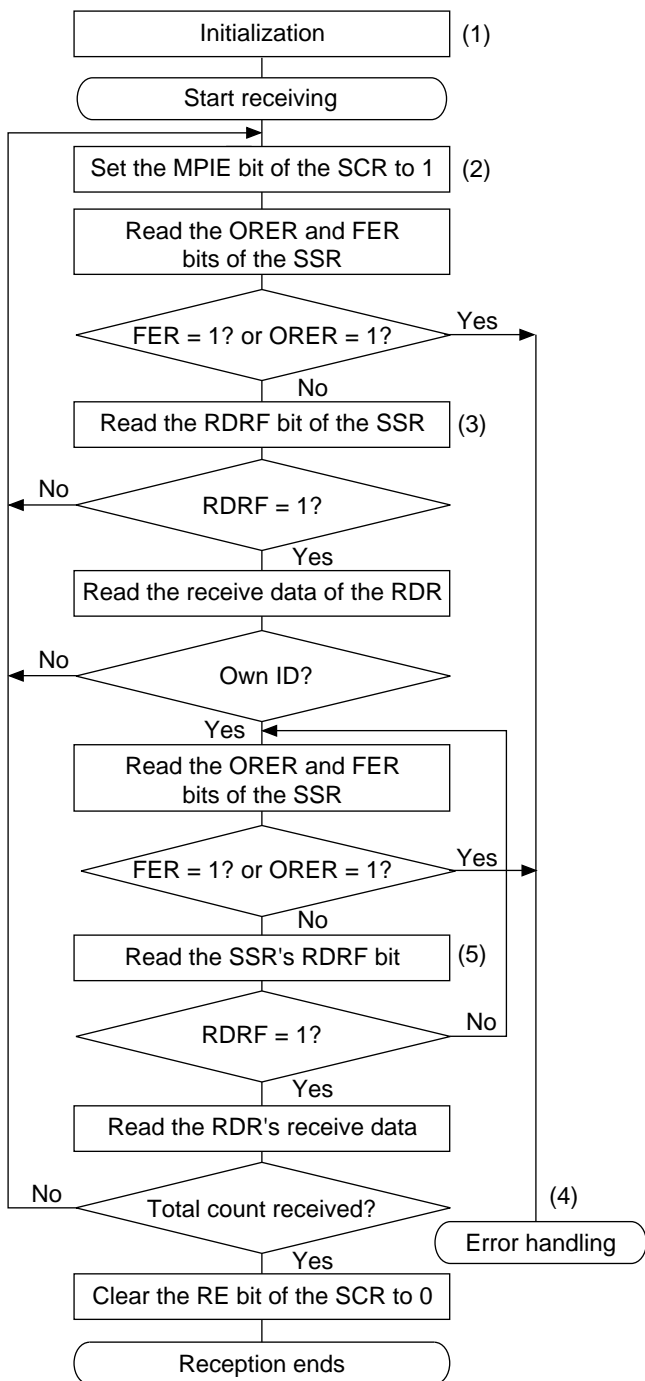 Initialization
(1)
Start receiving
Set the MPIE bit of the SCR to 1
(2)
Read the ORER and FER
bits of the SSR
FER = 1? or ORER = 1?
Yes
No
Read the RDRF bit of the SSR
(3)
No
RDRF = 1?
Yes
Read the receive data of the RDR
No
Own ID?
Yes
Read the ORER and FER
bits of the SSR
FER = 1? or ORER = 1?
Yes
No
Read the SSR's RDRF bit
(5)
RDRF = 1?
No
Yes
Read the RDR's receive data
No
Total count received?
(4)
Error handling
Yes
Clear the RE bit of the SCR to 0
Reception ends